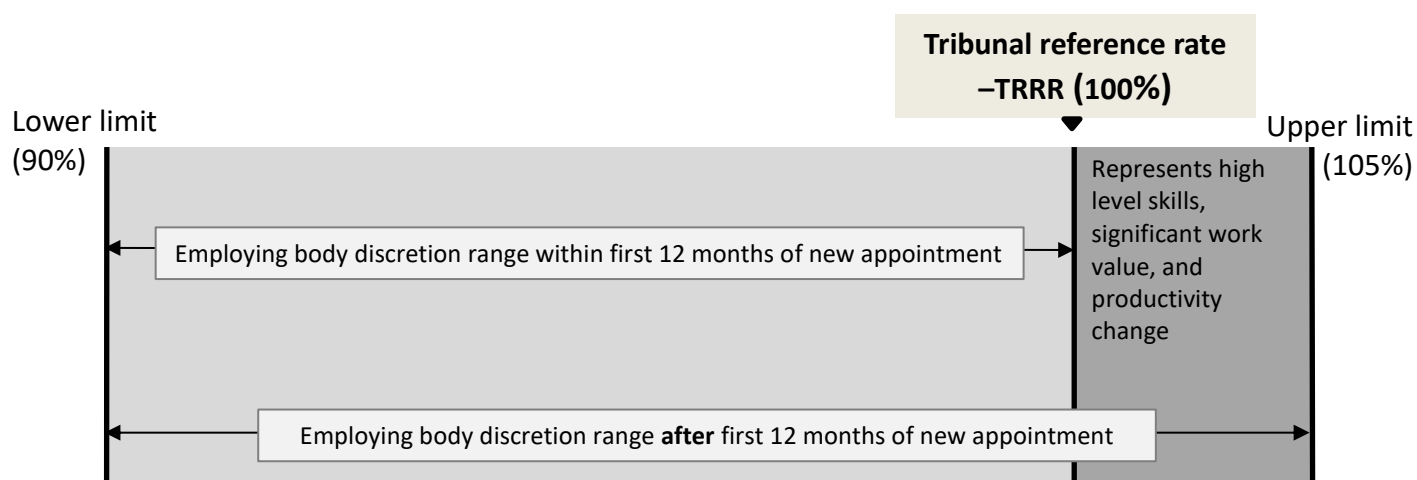 Tribunal reference rate
–TRRR (100%)
Lower limit
(90%)
Upper limit
(105%)
Represents high
level skills,
significant work
value, and
productivity
change
Employing body discretion range within first 12 months of new appointment
Employing body discretion range after first 12 months of new appointment